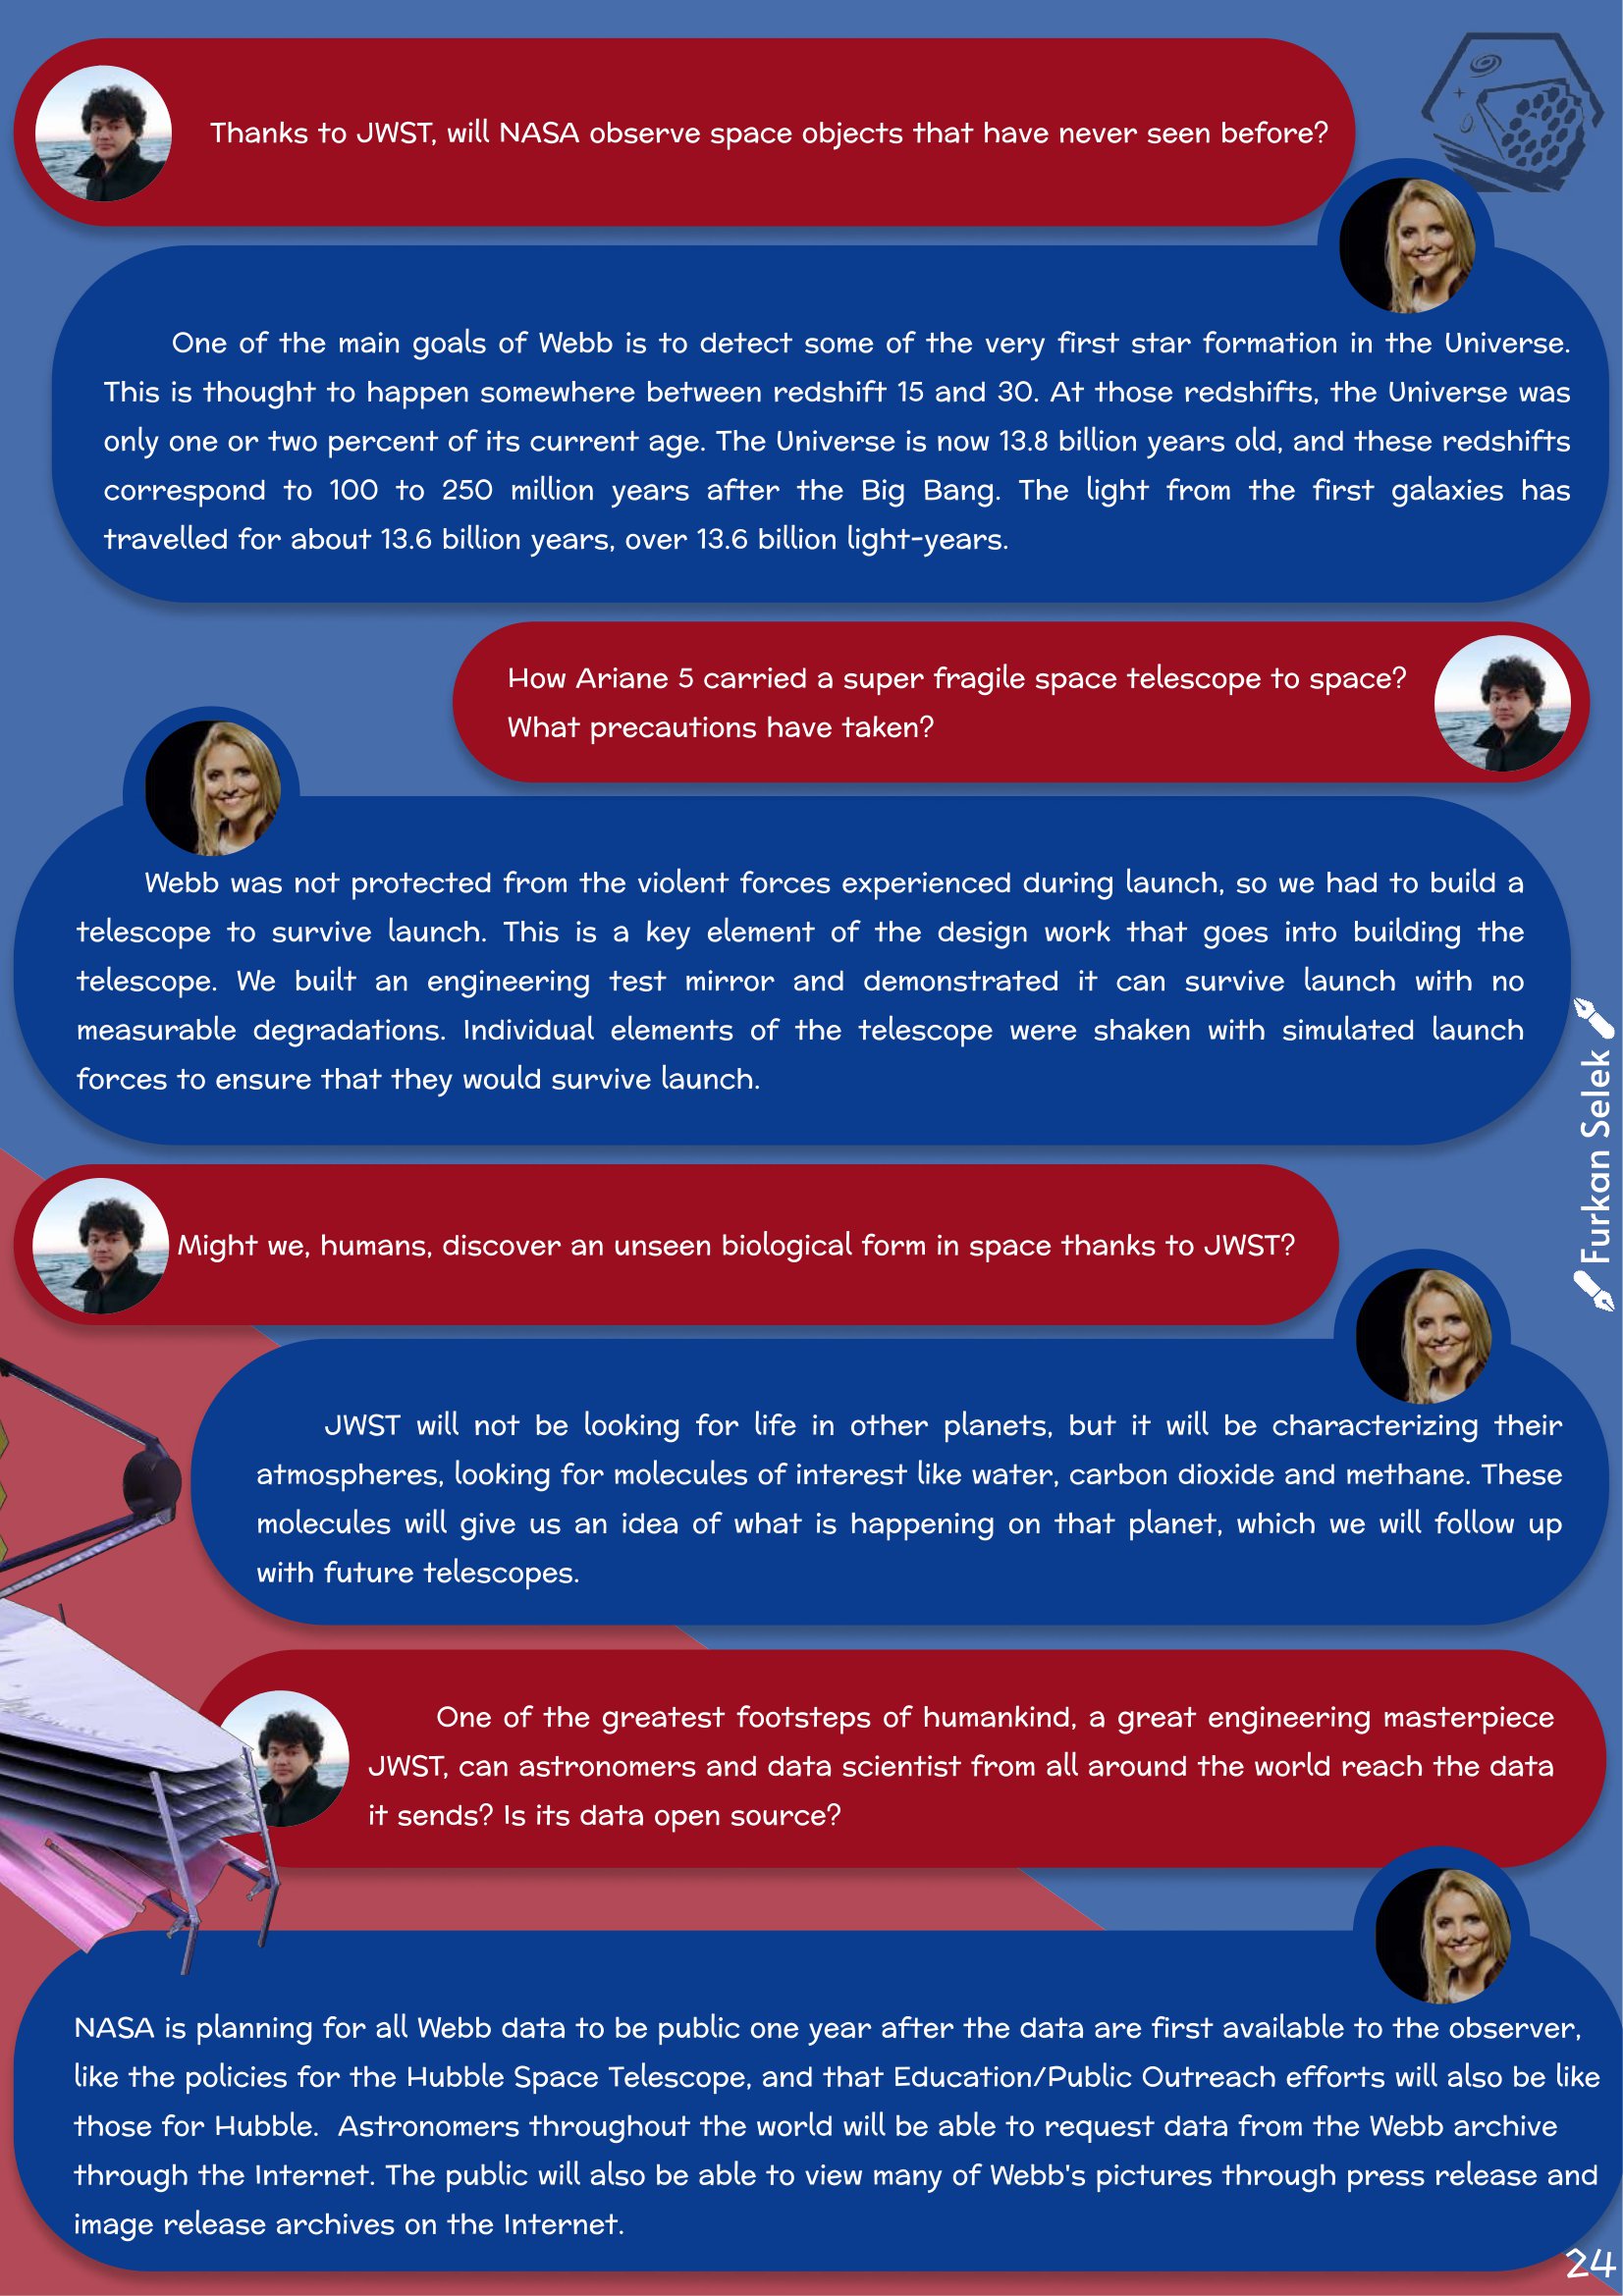 Thanks to JWST, will NASA observe space objects that have never seen before?
One of the main goals of Webb is to detect some of the very first star formation in the Universe.
This is thought to happen somewhere between redshift 15 and 30. At those redshifts, the Universe was
only one or two percent of its current age. The Universe is now 13.8 billion years old, and these redshifts
correspond to 100 to 250 million years after the Big Bang. The light from the first galaxies has
travelled for about 13.6 billion years, over 13.6 billion light-years.
How Ariane 5 carried a super fragile space telescope to space?
What precautions have taken?
Webb was not protected from the violent forces experienced during launch, so we had to build a
telescope to survive launch. This is a key element of the design work that goes into building the
telescope. We built an engineering test mirror and demonstrated it can survive launch with no
measurable degradations. Individual elements of the telescope were shaken with simulated launch
forces to ensure that they would survive launch.
Furkan Selek
Might we, humans, discover an unseen biological form in space thanks to JWST?
JWST will not be looking for life in other planets, but it will be characterizing their
atmospheres, looking for molecules of interest like water, carbon dioxide and methane. These
molecules will give us an idea of what is happening on that planet, which we will follow up
with future telescopes.
One of the greatest footsteps of humankind, a great engineering masterpiece
JWST, can astronomers and data scientist from all around the world reach the data
it sends? Is its data open source?
NASA is planning for all Webb data to be public one year after the data are first available to the observer,
like the policies for the Hubble Space Telescope, and that Education/Public Outreach efforts will also be like
those for Hubble.  Astronomers throughout the world will be able to request data from the Webb archive
through the Internet. The public will also be able to view many of Webb's pictures through press release and
image release archives on the Internet.
24